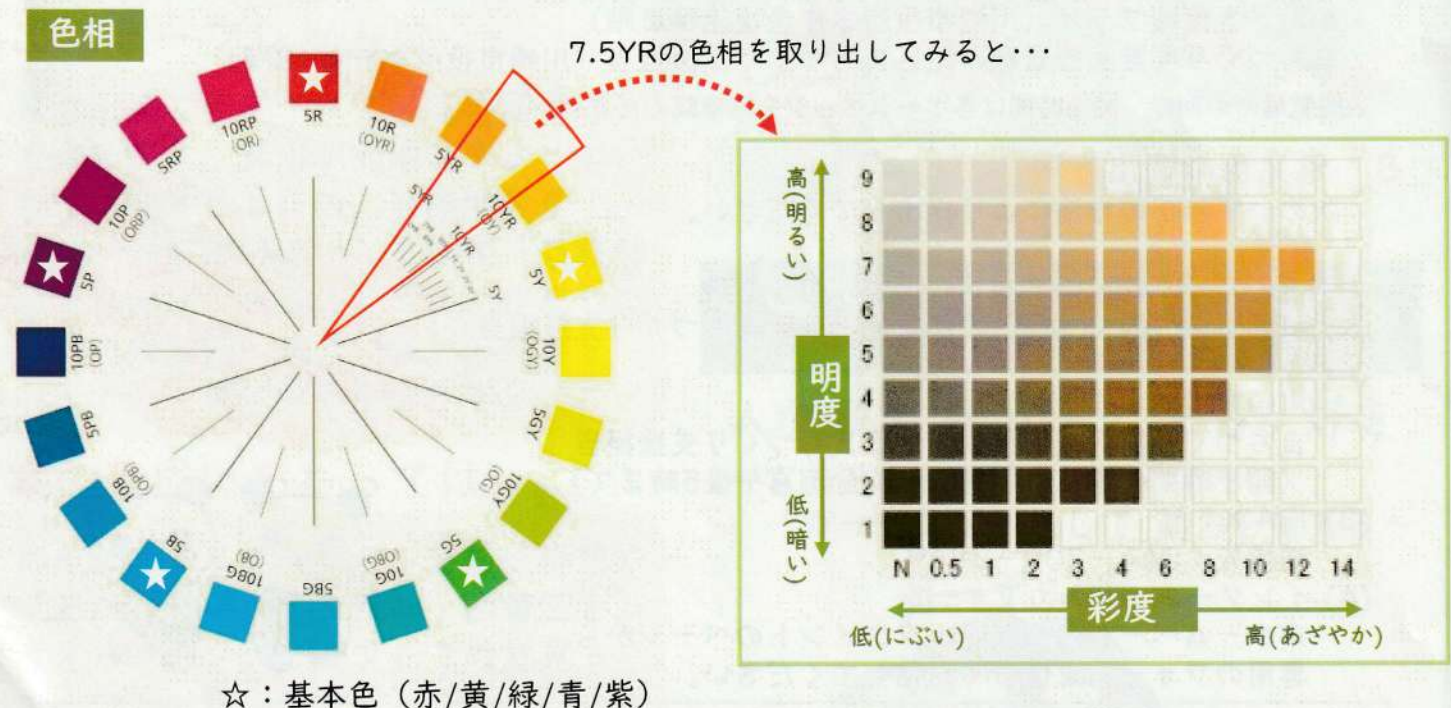 色相
7.5YRの色相を取り出してみると･･･
5R
10R
(OYR)
5YR
10YR
(OY)
5Y
10Y
(OGY)
5GY
10GY
(OG)
5G
10G
(OBG)
5BG
10BG
(OB)
5B
10B
(OPB)
5PB
10PB
(OP)
5P
10P
(ORP)
5RP
10RP
(OR)
5YR
10YR
5Y
☆：基本色（赤/黄/緑/青/紫）
高(明るい)
明度
低(暗い)
9
8
7
6
5
4
3
2
1
N 0.5 1 2 3 4 6 8 10 12 14
彩度
低(にぶい)
高(あざやか)